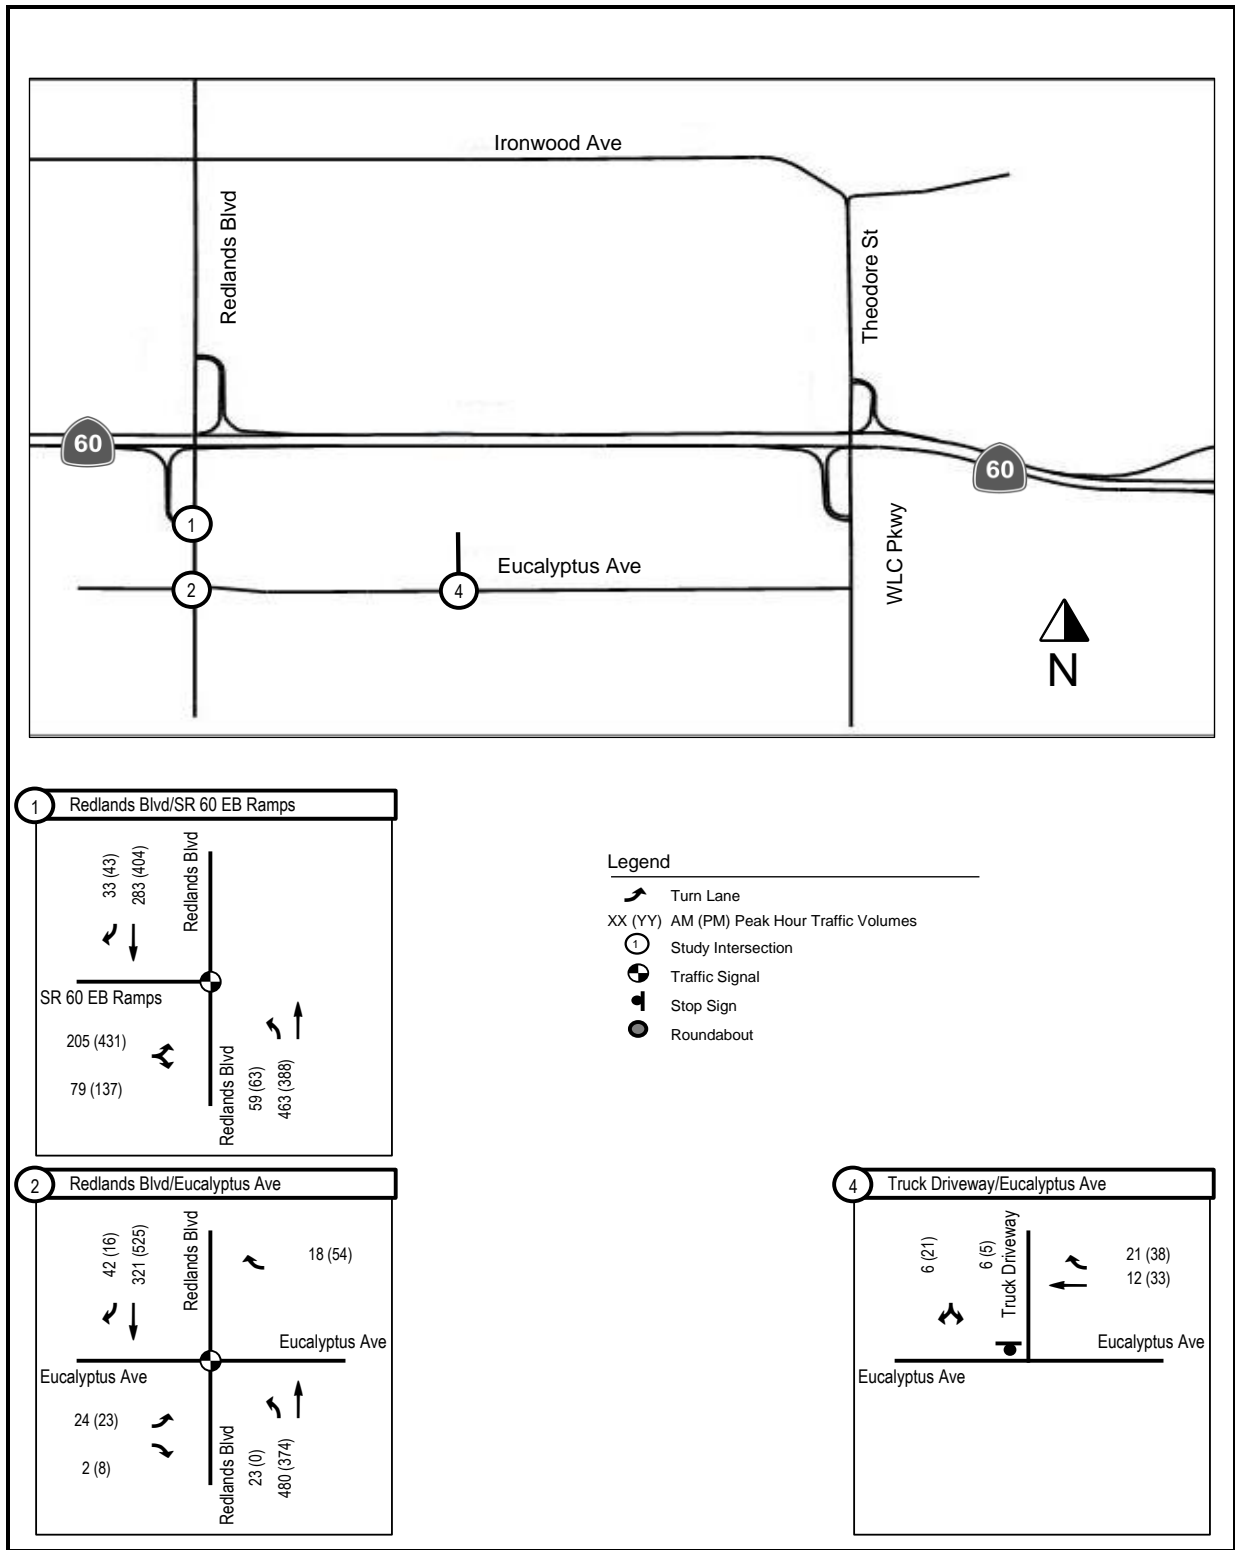 Ironwood Ave
Redlands Blvd
Theodore St
60
60
1
WLC Pkwy
Eucalyptus Ave
2
4
N
1 Redlands Blvd/SR 60 EB Ramps
33 (43)
283 (404)
Redlands Blvd
SR 60 EB Ramps
205 (431)
79 (137)
Redlands Blvd
59 (63)
463 (388)
Legend
Turn Lane
XX (YY) AM (PM) Peak Hour Traffic Volumes
1 Study Intersection
Traffic Signal
Stop Sign
Roundabout
2 Redlands Blvd/Eucalyptus Ave
42 (16)
321 (525)
Redlands Blvd
18 (54)
Eucalyptus Ave
Eucalyptus Ave
24 (23)
2 (8)
Redlands Blvd
23 (0)
480 (374)
4 Truck Driveway/Eucalyptus Ave
6 (21)
6 (5)
Truck Driveway
21 (38)
12 (33)
Eucalyptus Ave
Eucalyptus Ave